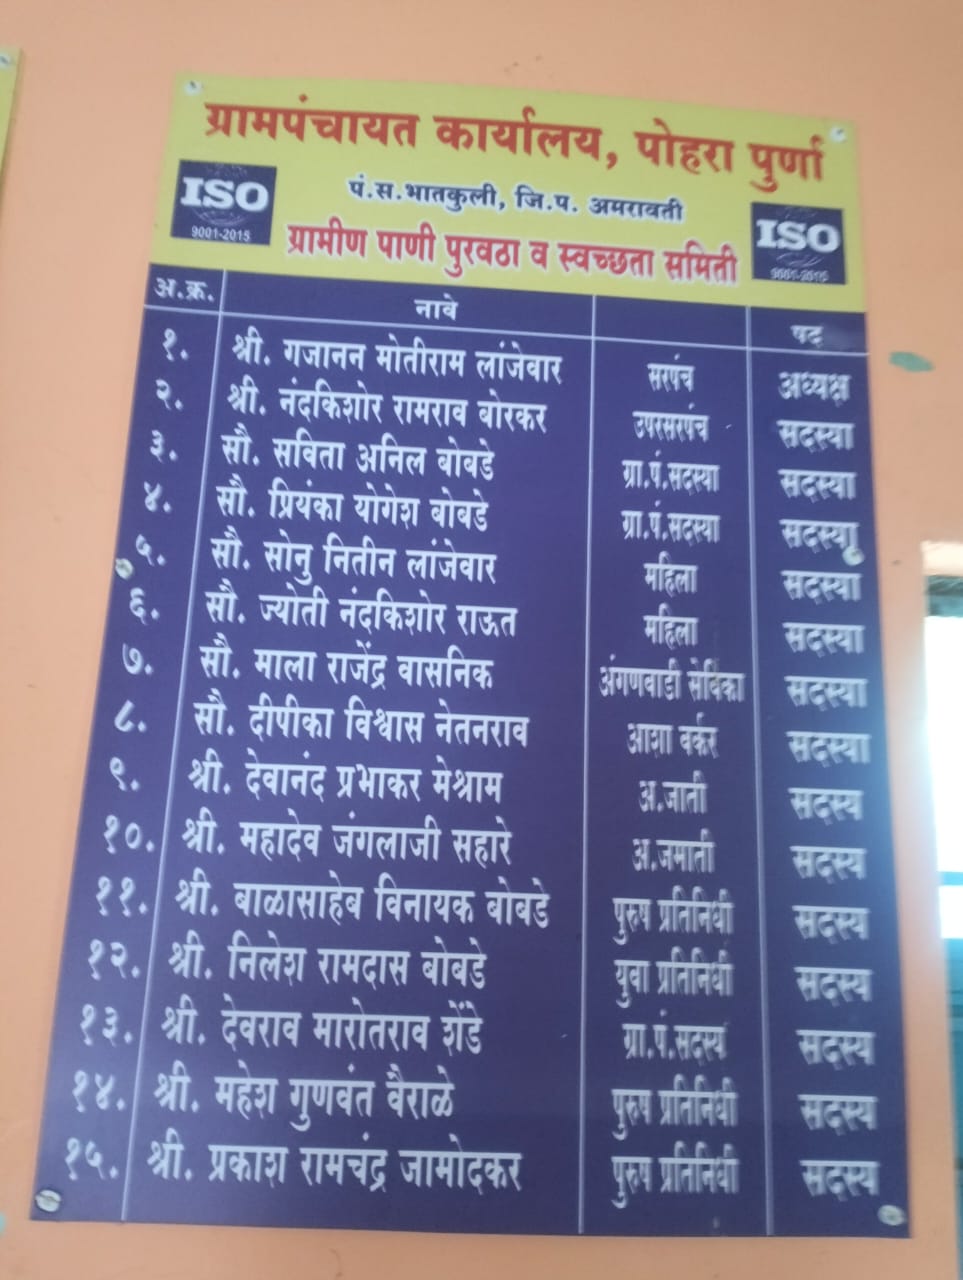 ग्रामपंचायत कार्यालय, पोहरा पुर्णा
पं.स.भातकुली, जि.प. अमरावती
ISO
9001-2015
ISO
9001-2015
ग्रामीण पाणी पुरवठा व स्वच्छता समिती
अ.क्र. नावे पद
१. श्री. गजानन मोतीराम लांजेवार सरपंच अध्यक्ष
२. श्री. नंदकिशोर रामराव बोरकर उपसरपंच सदस्या
३. सौ. सविता अनिल बोबडे ग्रा.पं.सदस्या सदस्या
४. सौ. प्रियंका योगेश बोबडे ग्रा.पं.सदस्या सदस्या
५. सौ. सोनु नितीन लांजेवार महिला सदस्या
६. सौ. ज्योती नंदकिशोर राऊत महिला सदस्या
७. सौ. माला राजेंद्र वासनिक अंगणवाडी सेविका सदस्या
८. सौ. दीपीका विश्वास नेतनराव आशा वर्कर सदस्या
९. श्री. देवानंद प्रभाकर मेश्राम अ.जाती सदस्य
१०. श्री. महादेव जंगलाजी सहारे अ.जमाती सदस्य
११. श्री. बाळासाहेब विनायक बोबडे पुरुष प्रतिनिधी सदस्य
१२. श्री. निलेश रामदास बोबडे युवा प्रतिनिधी सदस्य
१३. श्री. देवराव मारोतराव शेंडे ग्रा.पं.सदस्य सदस्य
१४. श्री. महेश गुणवंत वैराळे पुरुष प्रतिनिधी सदस्य
१५. श्री. प्रकाश रामचंद्र जामोदकर पुरुष प्रतिनिधी सदस्य